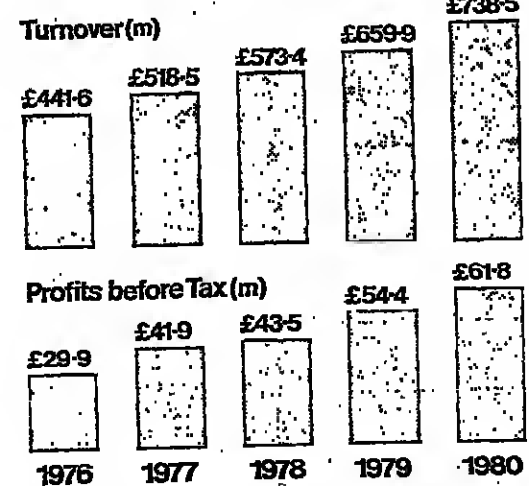 Turnover(m)
£441·6 £518·5 £573·4 £659·9 £738·5
Profits before Tax (m)
£29·9 £41·9 £43·5 £54·4 £61·8
1976 1977 1978 1979 1980